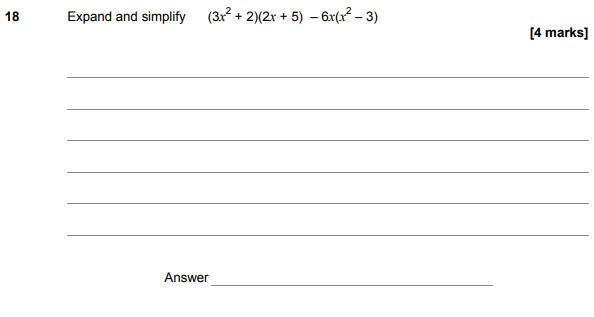 18 Expand and simplify (3x² + 2)(2x + 5) – 6x(x² – 3)
[4 marks]
Answer